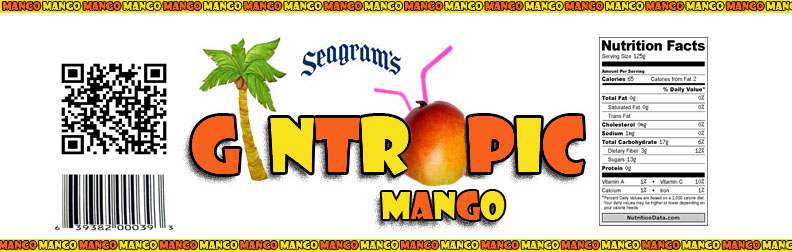 MANGO MANGO MANGO MANGO MANGO MANGO MANGO MANGO MANGO MANGO MANGO MANGO MANGO MANGO MANGO MANGO MANGO MANGO MANGO MANGO
Seagram's
GINTROPIC
MANGO
6 39382 00039 3
Nutrition Facts
Serving Size 125g
Amount Per Serving
Calories 65 Calories from Fat 2
% Daily Value*
Total Fat 0g 0%
Saturated Fat 0g 0%
Trans Fat
Cholesterol 0mg 0%
Sodium 1mg 0%
Total Carbohydrate 17g 6%
Dietary Fiber 3g 12%
Sugars 13g
Protein 0g
Vitamin A 1% • Vitamin C 10%
Calcium 1% • Iron 1%
*Percent Daily Values are based on a 2,000 calorie diet.
Your daily values may be higher or lower depending on
your calorie needs.
NutritionData.com
MANGO MANGO MANGO MANGO MANGO MANGO MANGO MANGO MANGO MANGO MANGO MANGO MANGO MANGO MANGO MANGO MANGO MANGO MANGO MANGO